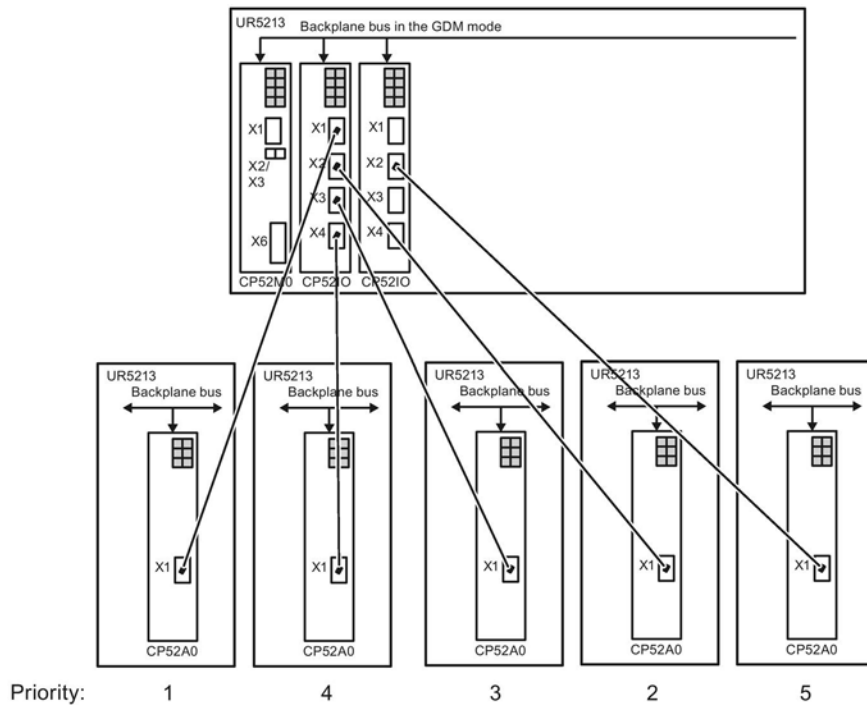 UR5213 Backplane bus in the GDM mode
X1 X1 X1
X2/
X3
X2 X2
X3 X3
X6 X4 X4
CP52M0 CP52IO CP52IO
UR5213 UR5213 UR5213 UR5213 UR5213
Backplane bus Backplane bus Backplane bus Backplane bus Backplane bus
X1 X1 X1 X1 X1
CP52A0 CP52A0 CP52A0 CP52A0 CP52A0
Priority: 1 4 3 2 5